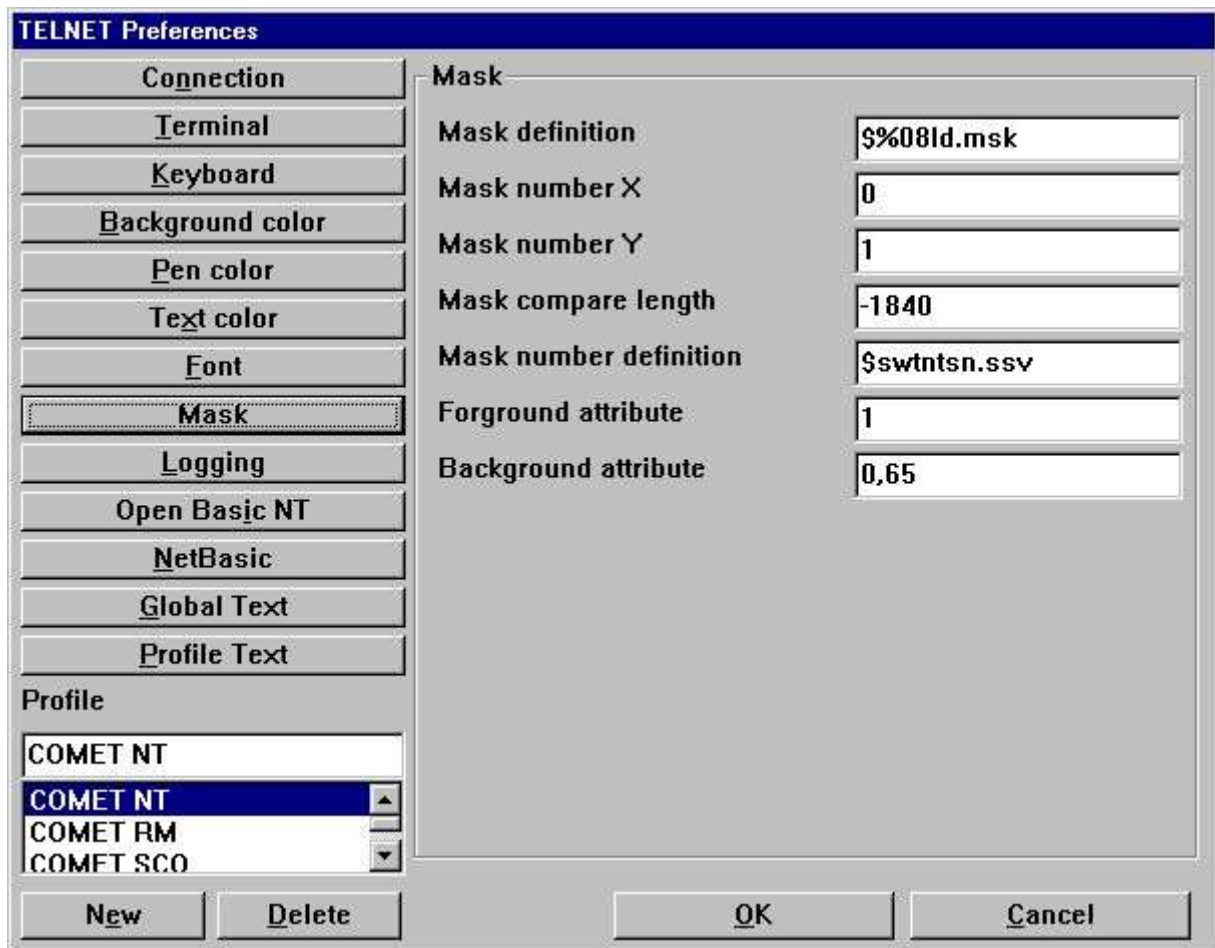 TELNET Preferences
Connection
Terminal
Keyboard
Background color
Pen color
Text color
Font
Mask
Logging
Open Basic NT
NetBasic
Global Text
Profile Text
Profile
COMET NT
COMET NT
COMET RM
COMET SCO
New
Delete
Mask
Mask definition
$%08ld.msk
Mask number X
0
Mask number Y
1
Mask compare length
-1840
Mask number definition
$swtntsn.ssv
Forground attribute
1
Background attribute
0,65
OK
Cancel